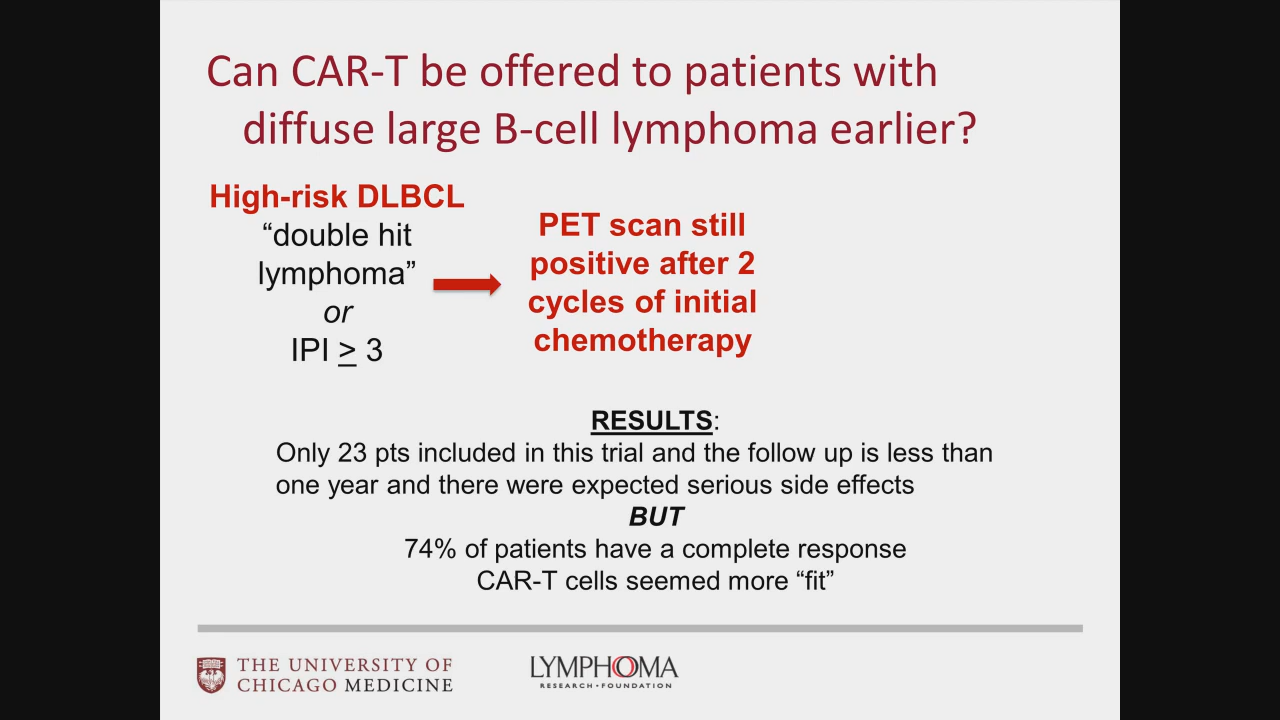 Can CAR-T be offered to patients with
diffuse large B-cell lymphoma earlier?
High-risk DLBCL
“double hit
lymphoma”
or
IPI ≥ 3
PET scan still
positive after 2
cycles of initial
chemotherapy
RESULTS:
Only 23 pts included in this trial and the follow up is less than
one year and there were expected serious side effects
BUT
74% of patients have a complete response
CAR-T cells seemed more “fit”
THE UNIVERSITY OF
CHICAGO MEDICINE
LYMPHOMA
RESEARCH • FOUNDATION